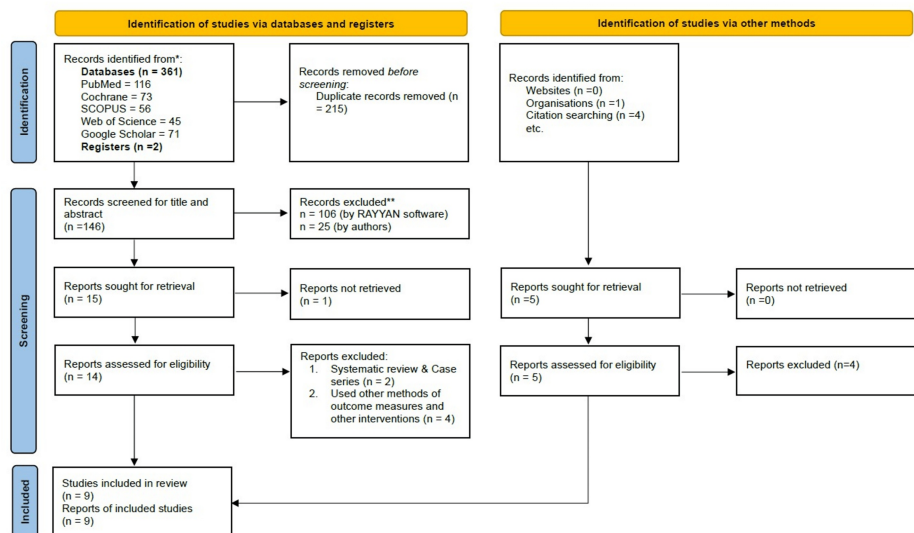 Identification of studies via databases and registers
Identification of studies via other methods
Identification
Records identified from*:
Databases (n = 361)
PubMed = 116
Cochrane = 73
SCOPUS = 56
Web of Science = 45
Google Scholar = 71
Registers (n =2)
Records removed before
screening:
Duplicate records removed (n
= 215)
Records identified from:
Websites (n =0)
Organisations (n =1)
Citation searching (n =4)
etc.
Screening
Records screened for title and
abstract
(n =146)
Records excluded**
n = 106 (by RAYYAN software)
n = 25 (by authors)
Reports sought for retrieval
(n = 15)
Reports not retrieved
(n = 1)
Reports sought for retrieval
(n =5)
Reports not retrieved
(n =0)
Reports assessed for eligibility
(n = 14)
Reports excluded:
1. Systematic review & Case
series (n = 2)
2. Used other methods of
outcome measures and
other interventions (n = 4)
Reports assessed for eligibility
(n = 5)
Reports excluded (n=4)
Included
Studies included in review
(n = 9)
Reports of included studies
(n = 9)